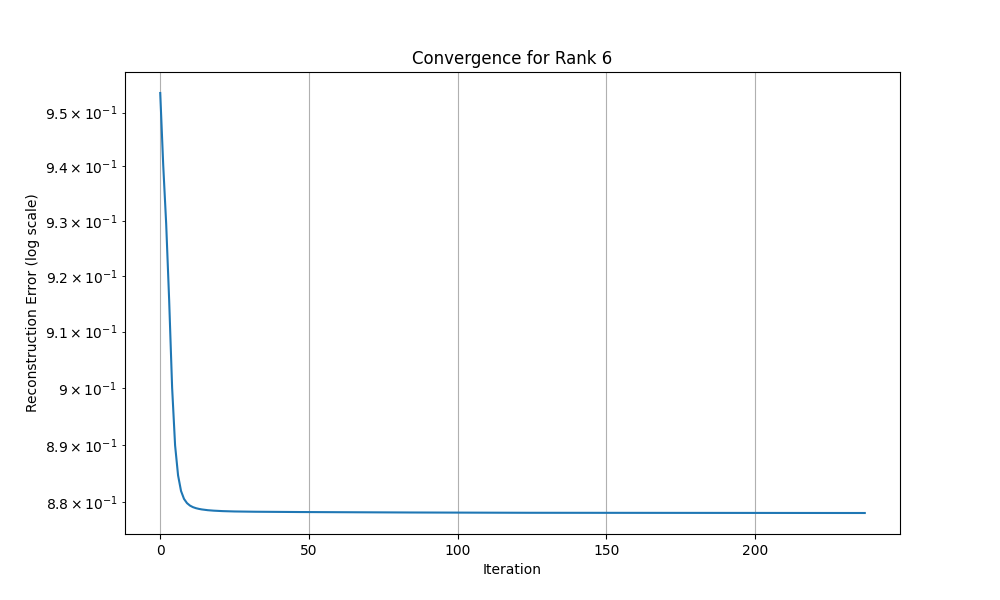 Convergence for Rank 6
Reconstruction Error (log scale)
9.5 × 10⁻¹
9.4 × 10⁻¹
9.3 × 10⁻¹
9.2 × 10⁻¹
9.1 × 10⁻¹
9 × 10⁻¹
8.9 × 10⁻¹
8.8 × 10⁻¹
0 50 100 150 200
Iteration